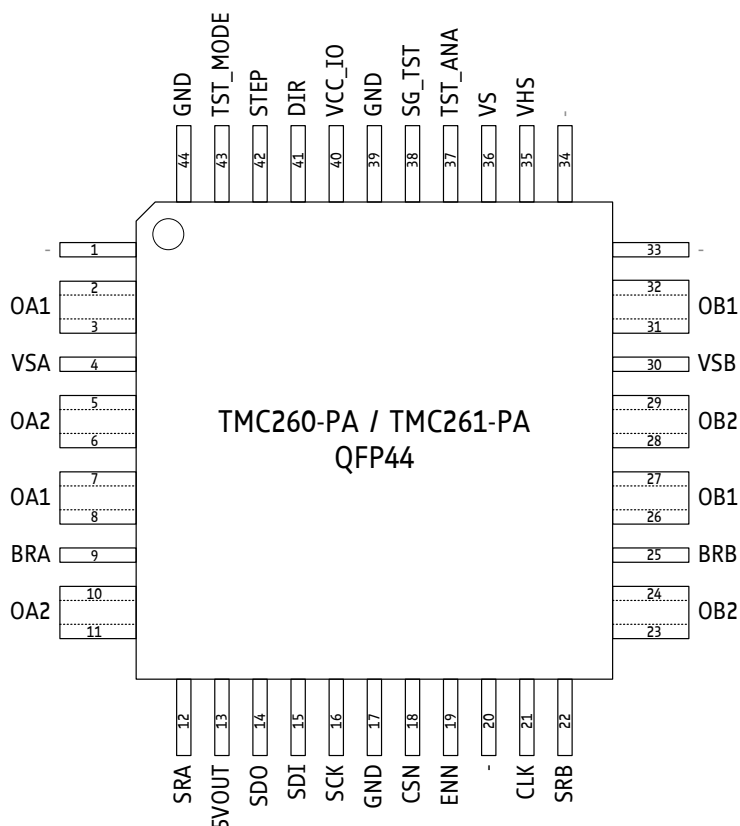 GND TST_MODE STEP DIR VCC_IO GND SG_TST TST_ANA VS VHS -
44 43 42 41 40 39 38 37 36 35 34
- 1 33 -
2 32
OA1 OB1
3 31
VSA 4 30 VSB
5 29
OA2 OB2
6 28
TMC260-PA / TMC261-PA
QFP44
7 27
OA1 OB1
8 26
BRA 9 25 BRB
10 24
OA2 OB2
11 23
12 13 14 15 16 17 18 19 20 21 22
SRA 5VOUT SDO SDI SCK GND CSN ENN - CLK SRB